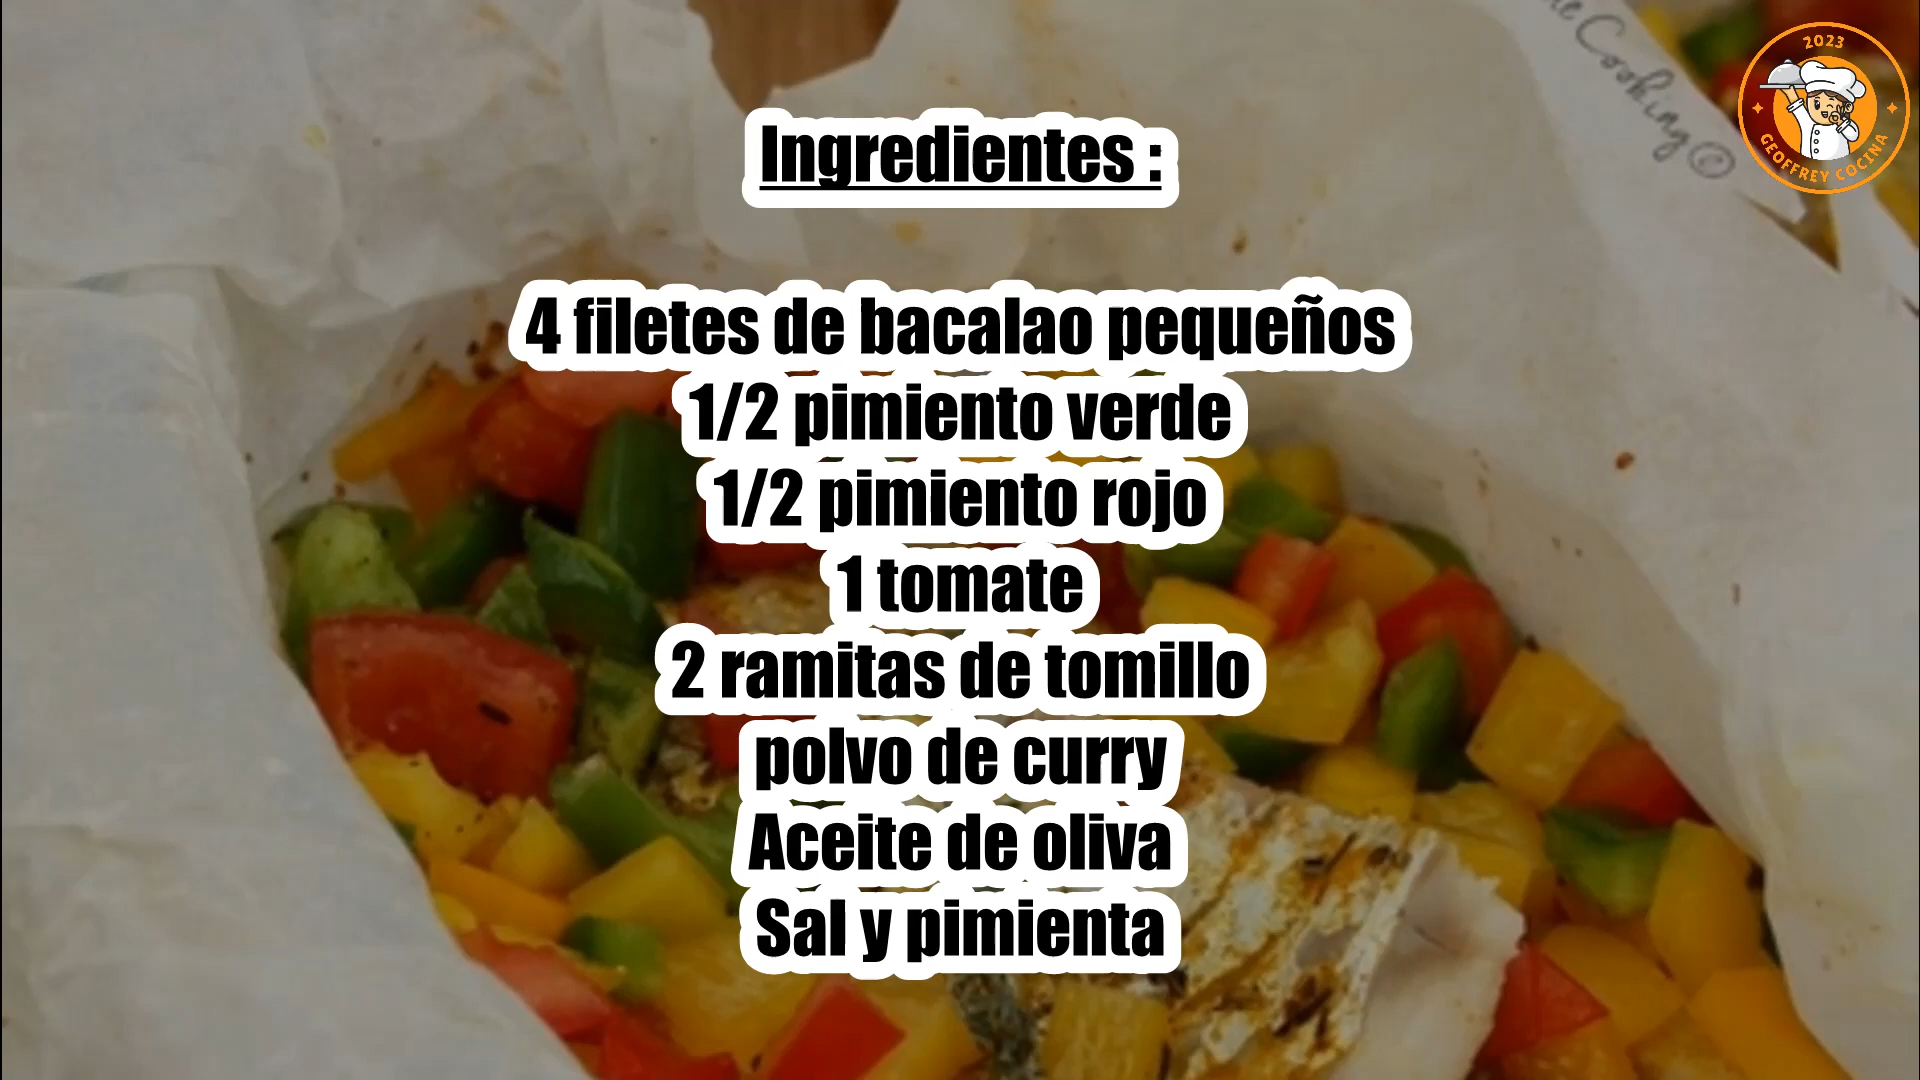 Ingredientes :
4 filetes de bacalao pequeños
1/2 pimiento verde
1/2 pimiento rojo
1 tomate
2 ramitas de tomillo
polvo de curry
Aceite de oliva
Sal y pimienta
2023
GEOFFREY COCINA
Cooking ©